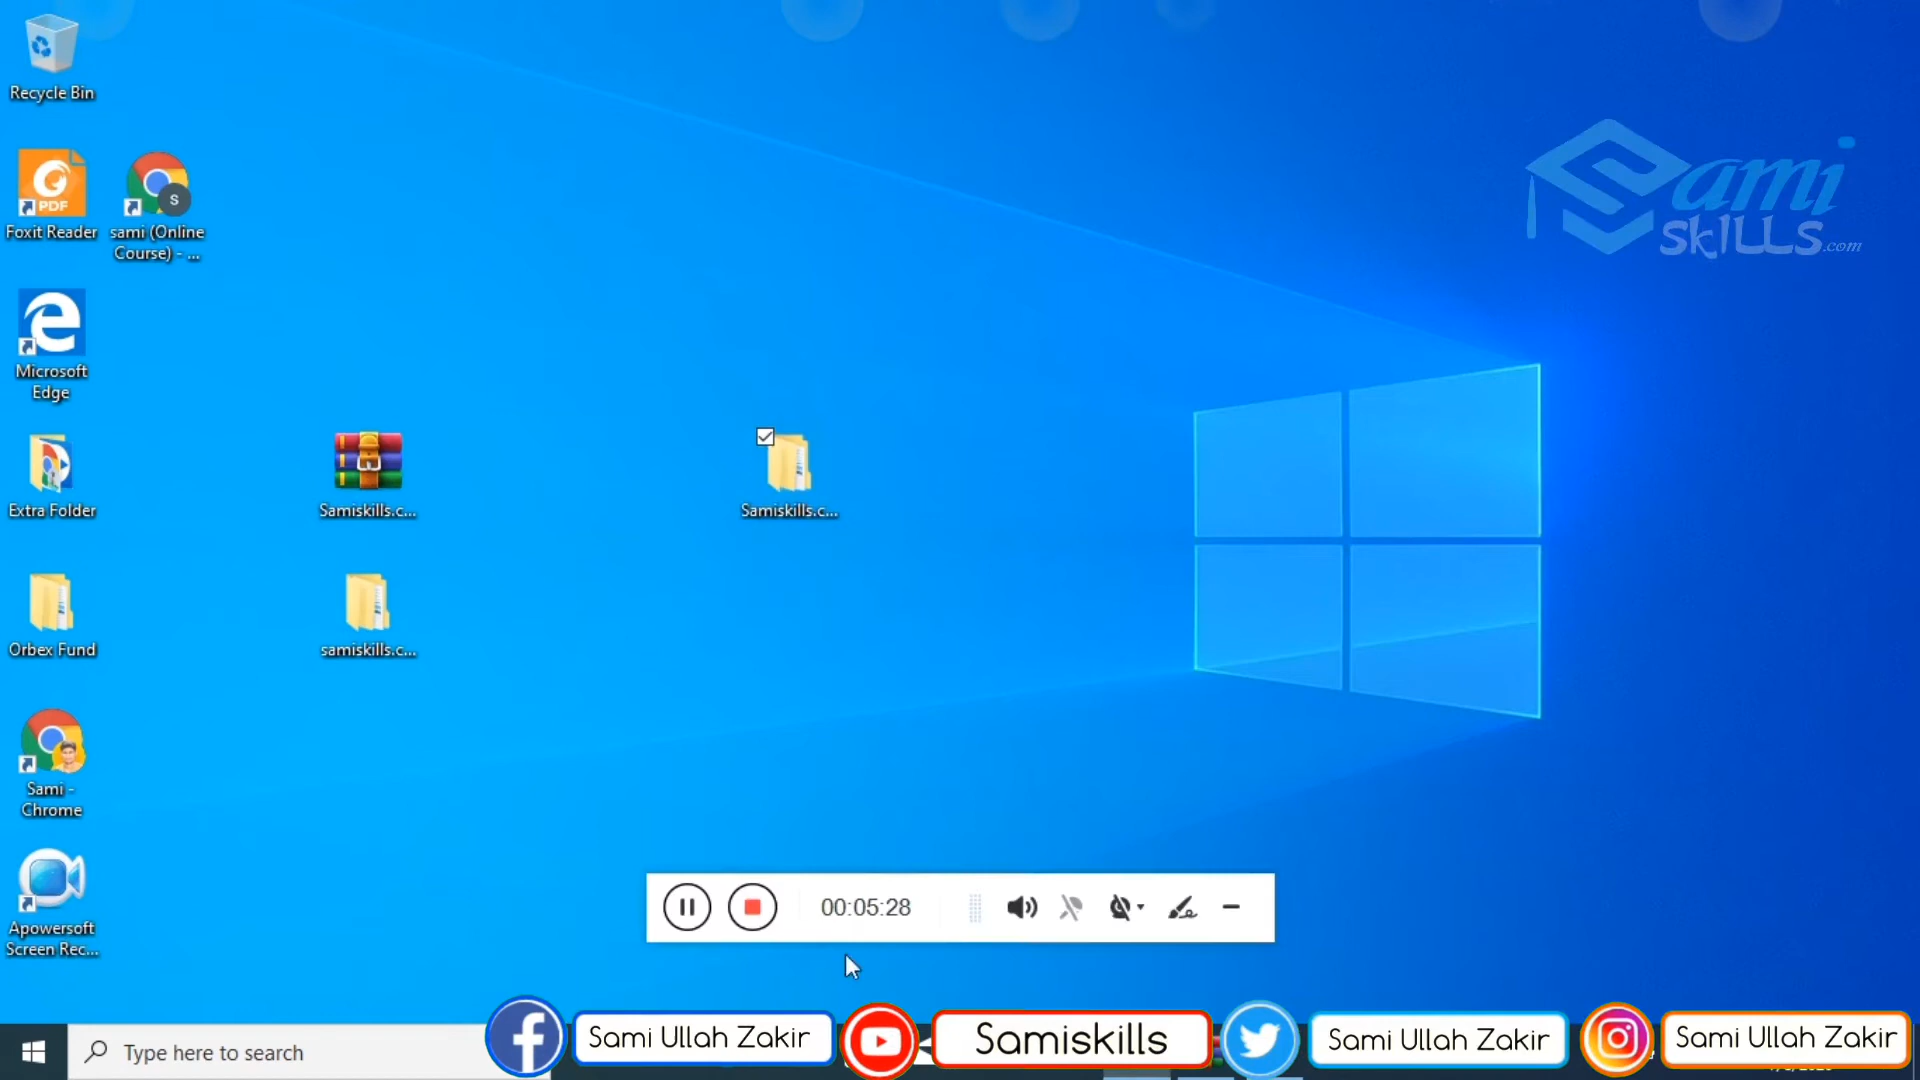 Recycle Bin
PDF
Foxit Reader
S
sami (Online
Course) - ...
Microsoft
Edge
Extra Folder
Samiskills.c...
Samiskills.c...
Orbex Fund
samiskills.c...
Sami -
Chrome
Apowersoft
Screen Rec...
Sami
SKILLS.com
00:05:28
Type here to search
Sami Ullah Zakir
Samiskills
Sami Ullah Zakir
Sami Ullah Zakir